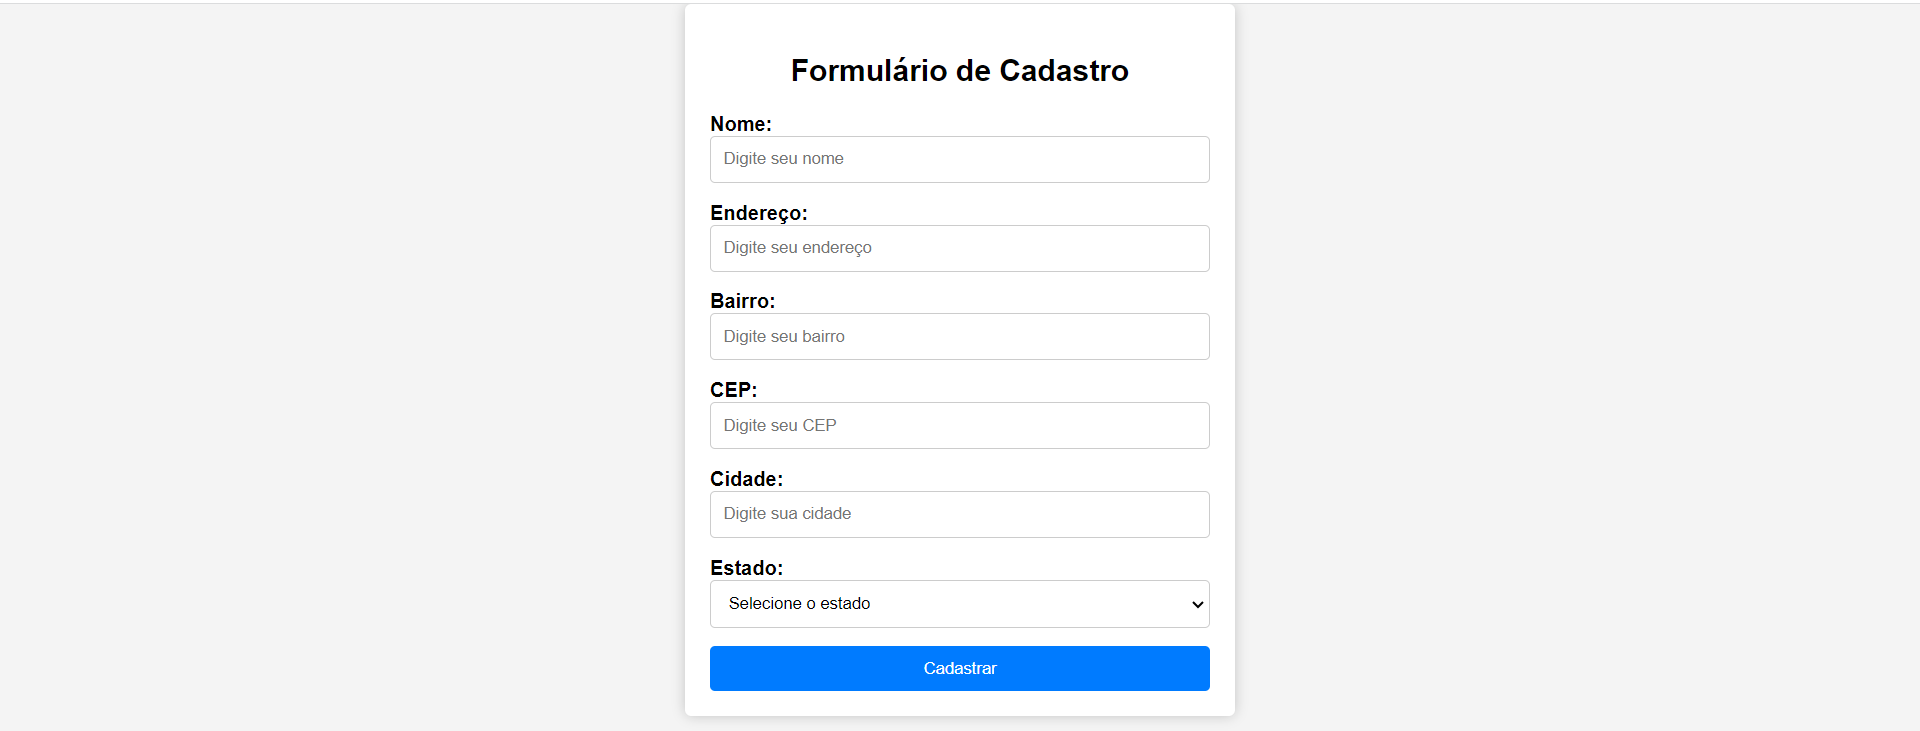 Formulário de Cadastro
Nome:
Digite seu nome
Endereço:
Digite seu endereço
Bairro:
Digite seu bairro
CEP:
Digite seu CEP
Cidade:
Digite sua cidade
Estado:
Selecione o estado
Cadastrar